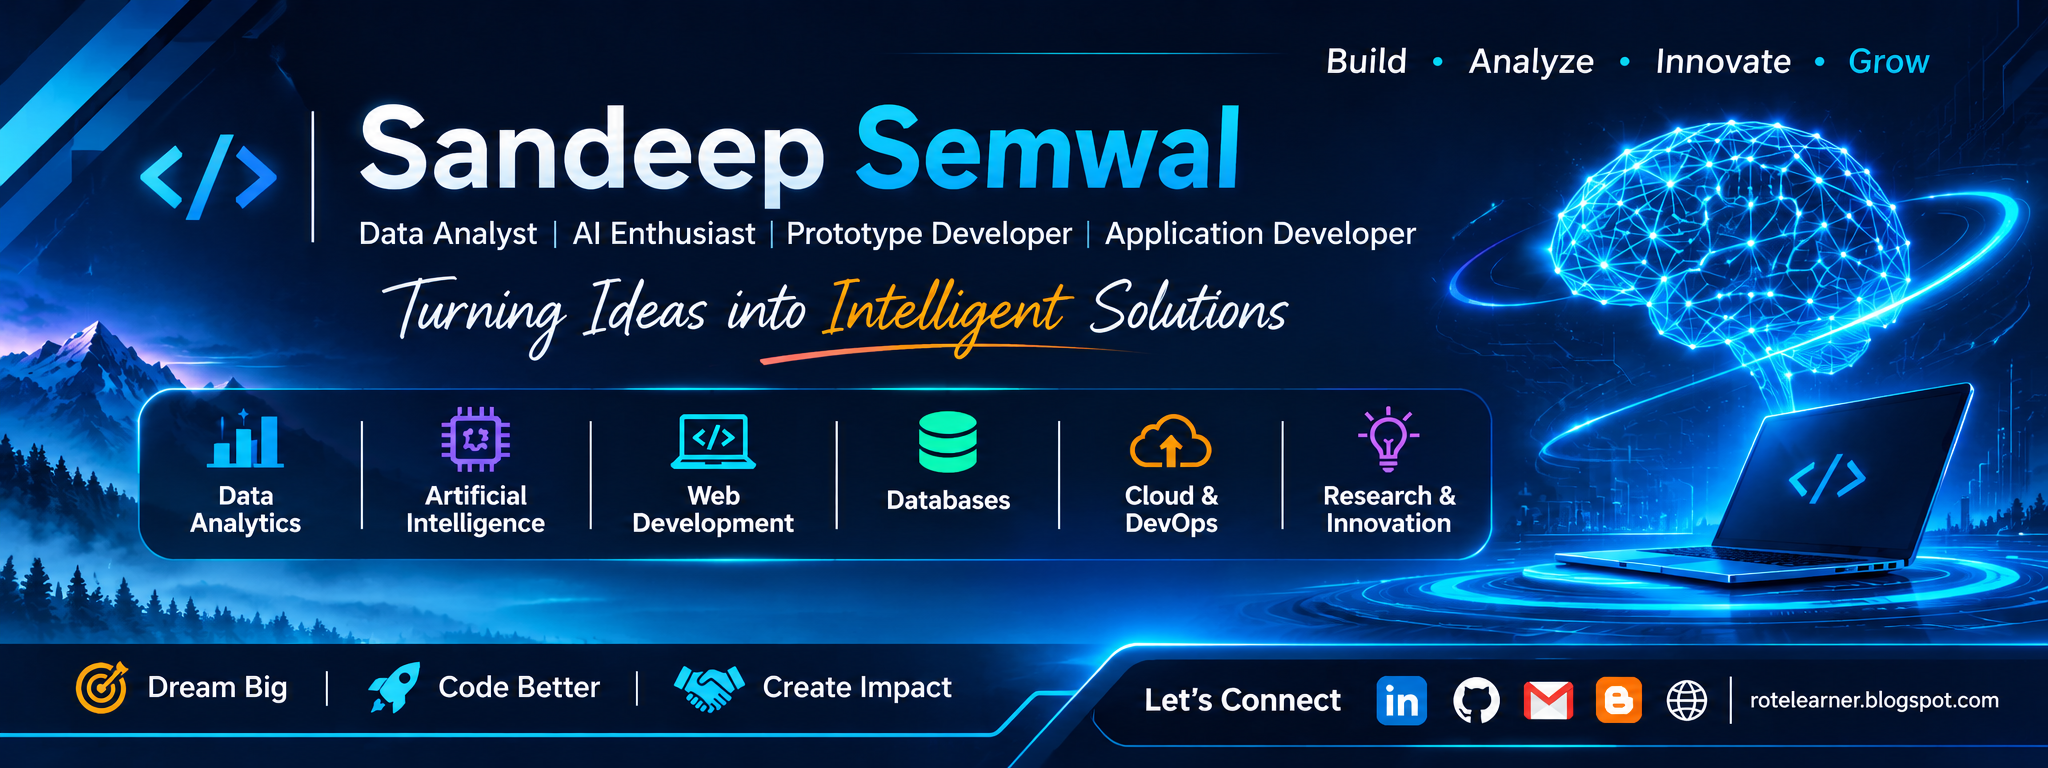 Build • Analyze • Innovate • Grow
</>
Sandeep Semwal
Data Analyst | AI Enthusiast | Prototype Developer | Application Developer
Turning Ideas into Intelligent Solutions
Data Analytics
Artificial Intelligence
Web Development
Databases
Cloud & DevOps
Research & Innovation
</>
</>
Dream Big | Code Better | Create Impact
Let's Connect
in
rotelearner.blogspot.com